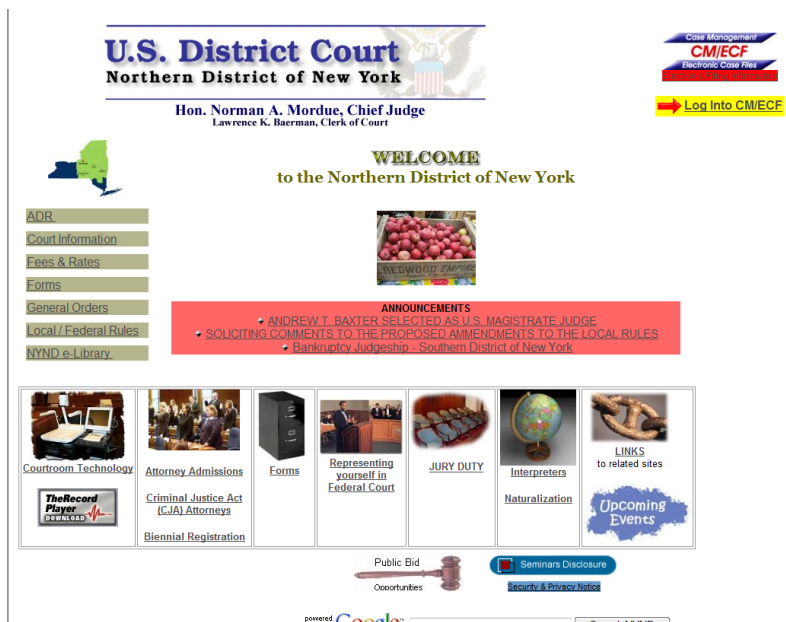 U.S. District Court
Northern District of New York
Hon. Norman A. Mordue, Chief Judge
Lawrence K. Baerman, Clerk of Court
Case Management
CM/ECF
Electronic Case Files
Electronic Filing Information
Log Into CM/ECF
WELCOME
to the Northern District of New York
ADR
Court Information
Fees & Rates
Forms
General Orders
Local / Federal Rules
NYND e-Library
REDWOOD EMPIRE
ANNOUNCEMENTS
ANDREW T. BAXTER SELECTED AS U.S. MAGISTRATE JUDGE
SOLICITING COMMENTS TO THE PROPOSED AMMENDMENTS TO THE LOCAL RULES
Bankruptcy Judgeship - Southern District of New York
Courtroom Technology
TheRecord
Player
DOWNLOAD
Attorney Admissions
Criminal Justice Act
(CJA) Attorneys
Biennial Registration
Forms
Representing
yourself in
Federal Court
JURY DUTY
Interpreters
Naturalization
LINKS
to related sites
Upcoming
Events
Public Bid
Opportunities
Seminars Disclosure
Security & Privacy Notice
powered
Google